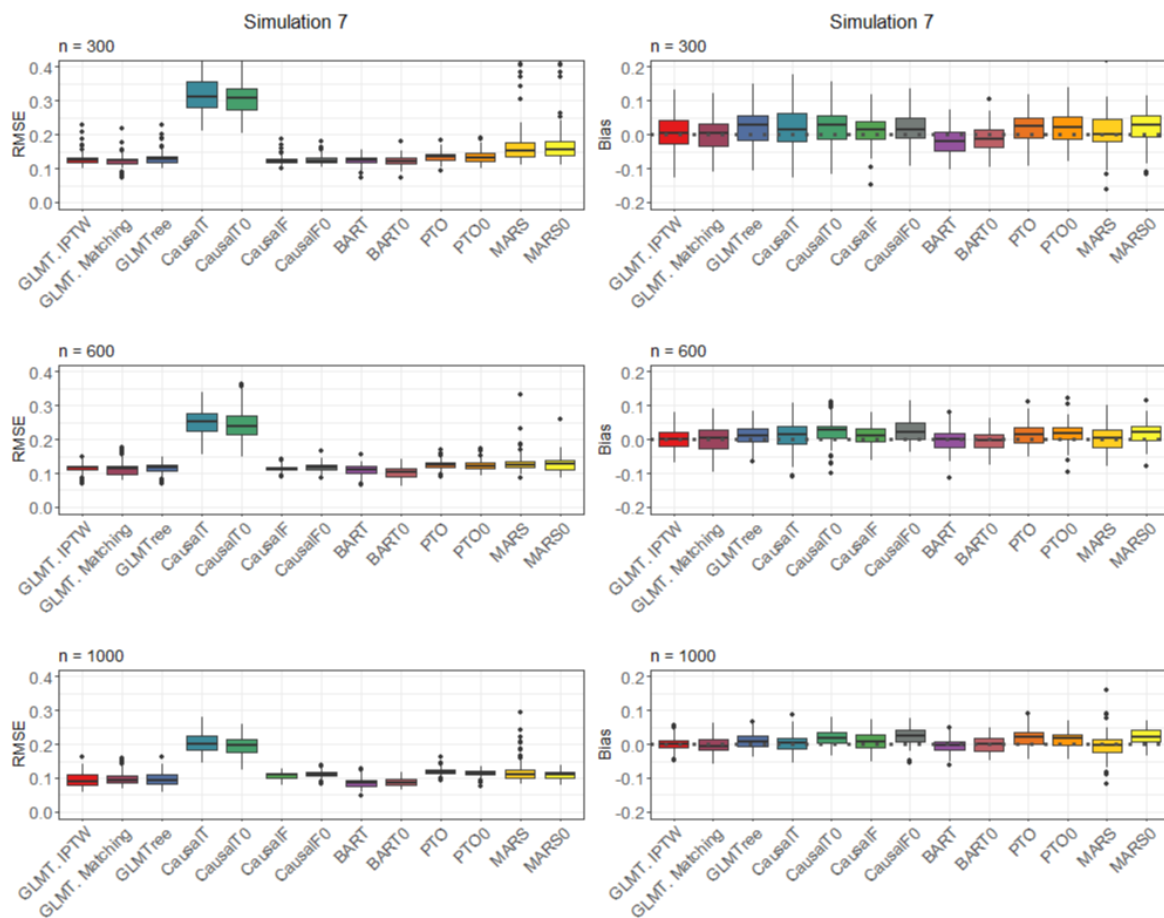 Simulation 7
n = 300
RMSE
0.4
0.3
0.2
0.1
0.0
GLMT. IPTW
GLMT. Matching
GLMTree
CausalT
CausalT0
CausalF
CausalF0
BART
BART0
PTO
PTO0
MARS
MARS0
Simulation 7
n = 300
Bias
0.2
0.1
0.0
-0.1
-0.2
GLMT. IPTW
GLMT. Matching
GLMTree
CausalT
CausalT0
CausalF
CausalF0
BART
BART0
PTO
PTO0
MARS
MARS0
n = 600
RMSE
0.4
0.3
0.2
0.1
0.0
GLMT. IPTW
GLMT. Matching
GLMTree
CausalT
CausalT0
CausalF
CausalF0
BART
BART0
PTO
PTO0
MARS
MARS0
n = 600
Bias
0.2
0.1
0.0
-0.1
-0.2
GLMT. IPTW
GLMT. Matching
GLMTree
CausalT
CausalT0
CausalF
CausalF0
BART
BART0
PTO
PTO0
MARS
MARS0
n = 1000
RMSE
0.4
0.3
0.2
0.1
0.0
GLMT. IPTW
GLMT. Matching
GLMTree
CausalT
CausalT0
CausalF
CausalF0
BART
BART0
PTO
PTO0
MARS
MARS0
n = 1000
Bias
0.2
0.1
0.0
-0.1
-0.2
GLMT. IPTW
GLMT. Matching
GLMTree
CausalT
CausalT0
CausalF
CausalF0
BART
BART0
PTO
PTO0
MARS
MARS0